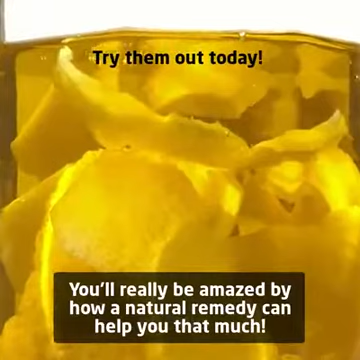 Try them out today!
You'll really be amazed by
how a natural remedy can
help you that much!